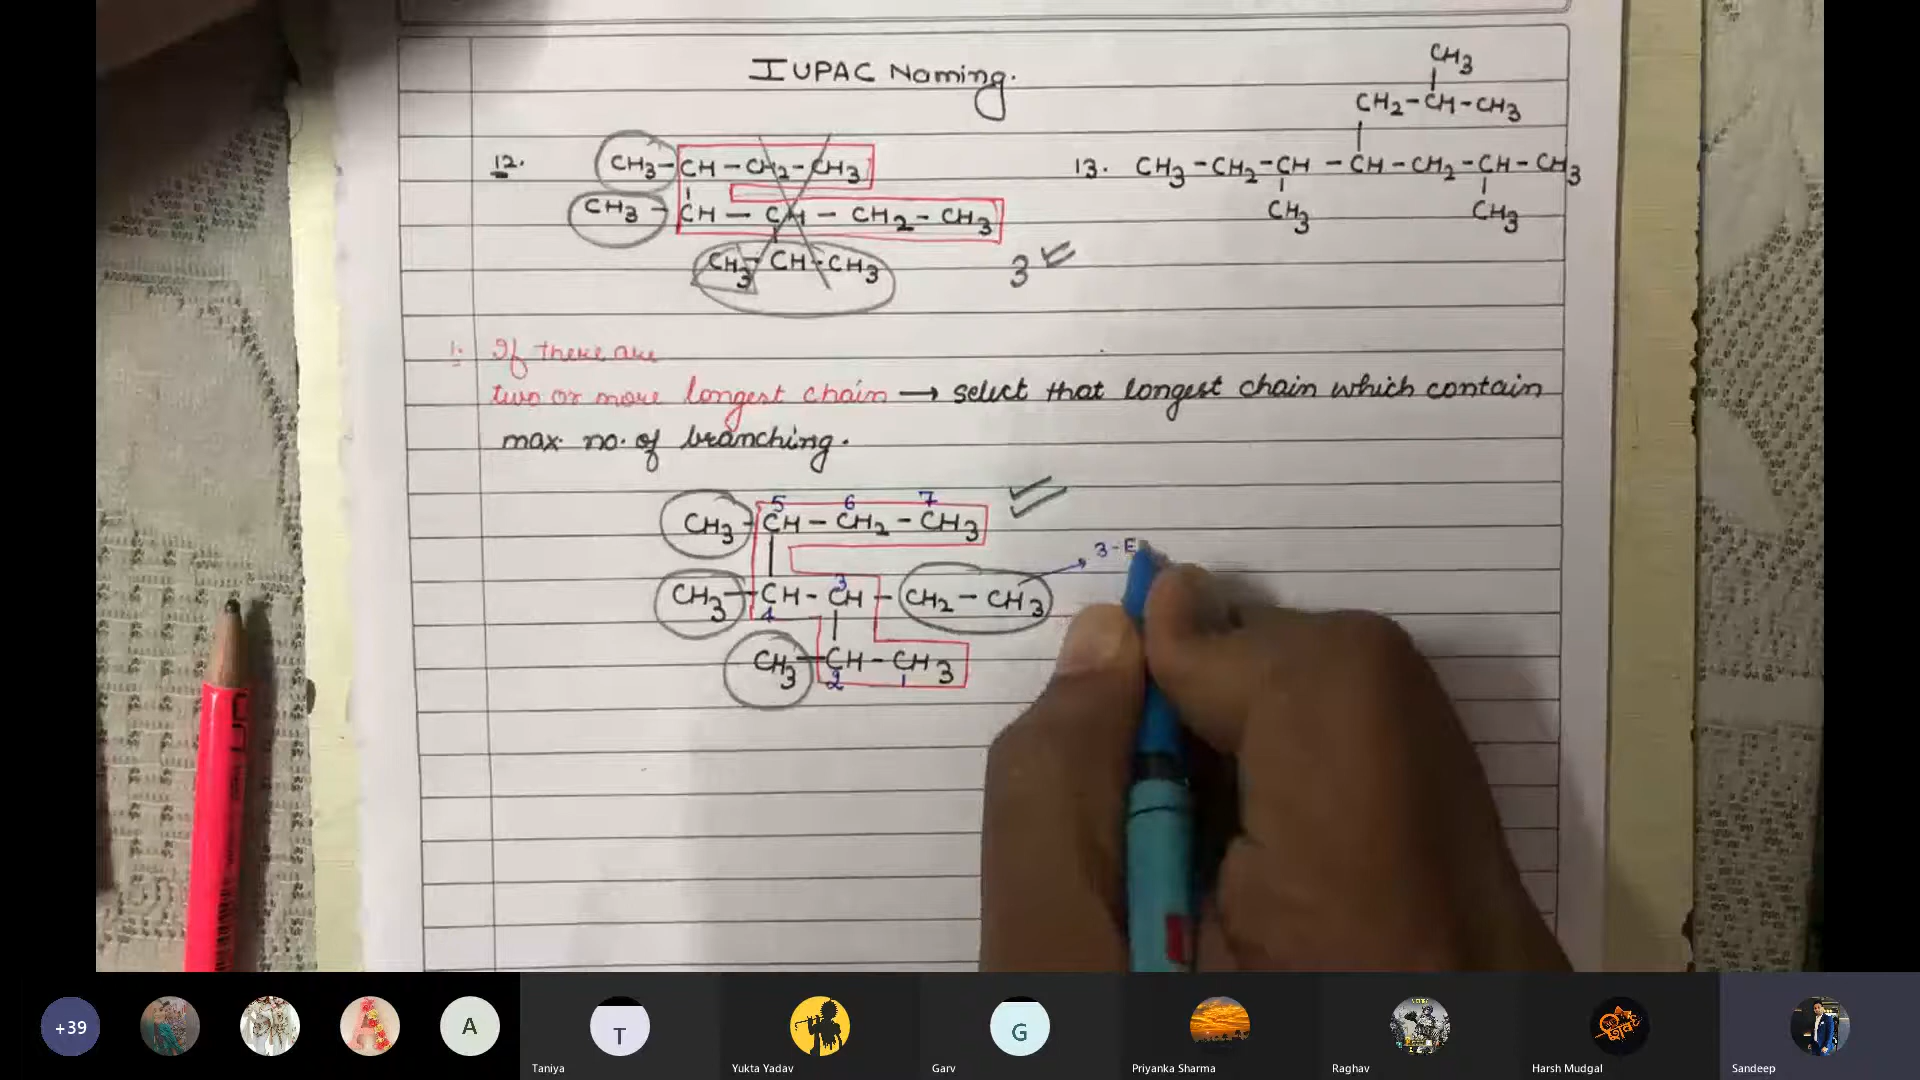 IUPAC Naming.
12.
CH3-CH-CH2-CH3
CH3-CH-CH-CH2-CH3
CH3-CH-CH3
3
CH3
CH2-CH-CH3
13. CH3-CH2-CH-CH-CH2-CH-CH3
CH3 CH3
1. If there are
two or more longest chain → select that longest chain which contain
max. no. of branching.
5 6 7
CH3-CH-CH2-CH3
3-E
3
CH3-CH-CH-CH2-CH3
4
CH3-CH-CH3
2 1
+39
A
T
G
Taniya
Yukta Yadav
Garv
Priyanka Sharma
Raghav
Harsh Mudgal
Sandeep